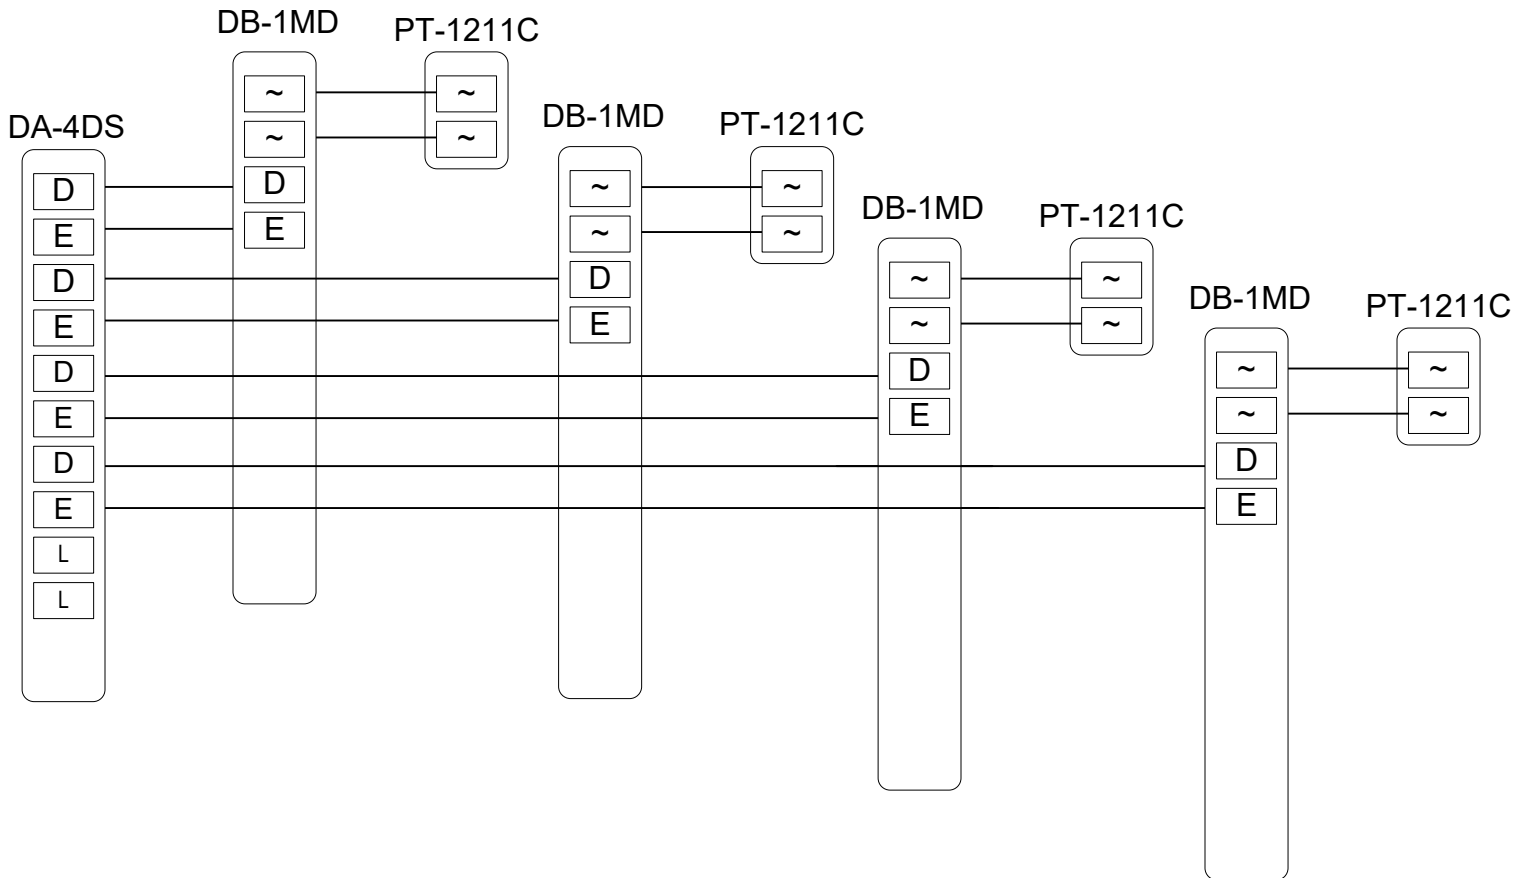 DB-1MD
PT-1211C
~
~
~
~
D
E
DA-4DS
D
E
D
E
D
E
D
E
L
L
DB-1MD
PT-1211C
~
~
~
~
D
E
DB-1MD
PT-1211C
~
~
~
~
D
E
DB-1MD
PT-1211C
~
~
~
~
D
E